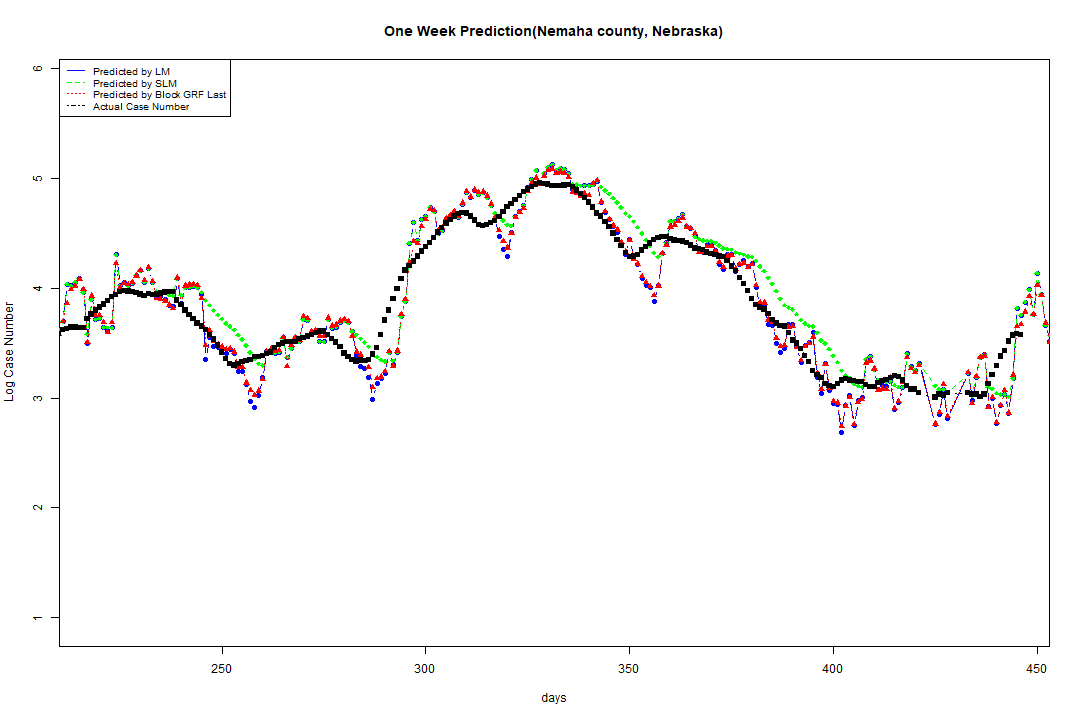 One Week Prediction(Nemaha county, Nebraska)
Predicted by LM
Predicted by SLM
Predicted by Block GRF Last
Actual Case Number
6
5
4
3
2
1
Log Case Number
250 300 350 400 450
days